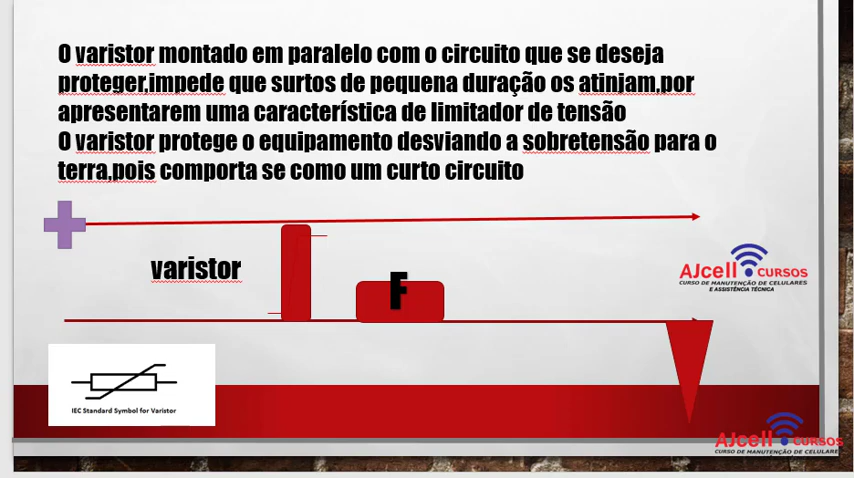 O varistor montado em paralelo com o circuito que se deseja
proteger,impede que surtos de pequena duração os atinjam,por
apresentarem uma característica de limitador de tensão
O varistor protege o equipamento desviando a sobretensão para o
terra,pois comporta se como um curto circuito
varistor
F
AJcell CURSOS
CURSO DE MANUTENÇÃO DE CELULARES
E ASSISTÊNCIA TÉCNICA
IEC Standard Symbol for Varistor
AJcell CURSOS
CURSO DE MANUTENÇÃO DE CELULARE